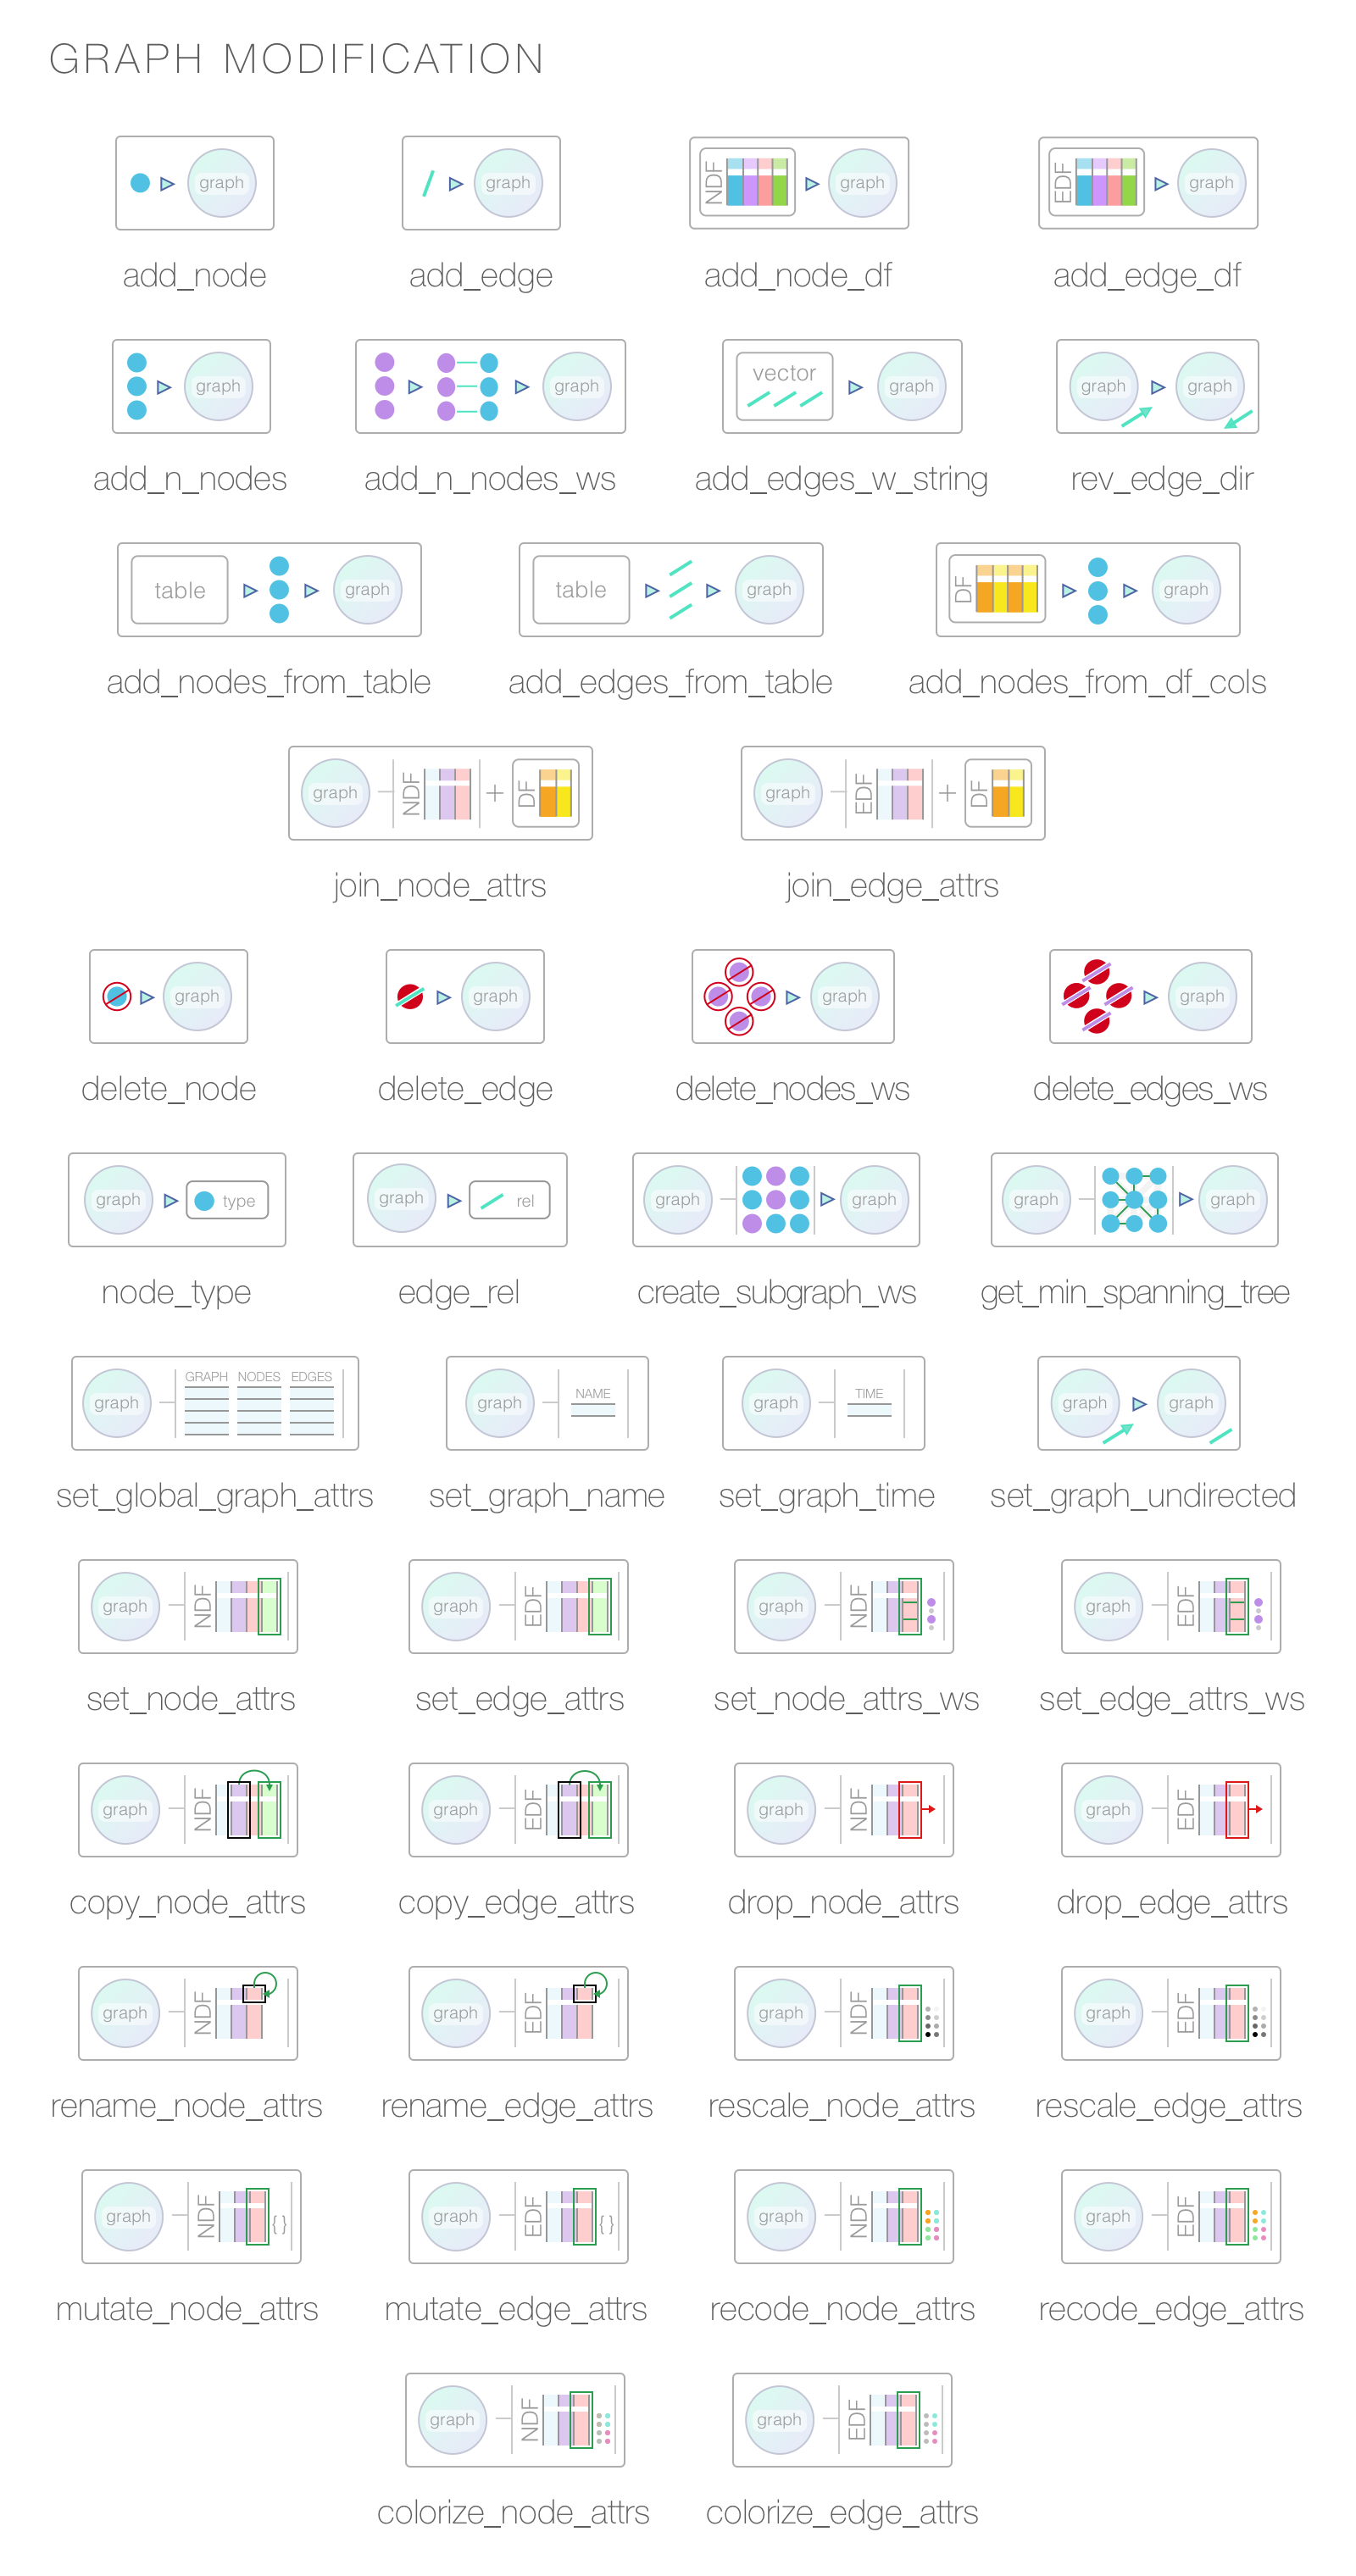 GRAPH MODIFICATION
graph graph NDF graph EDF graph
add_node add_edge add_node_df add_edge_df
graph graph vector graph graph graph
add_n_nodes add_n_nodes_ws add_edges_w_string rev_edge_dir
table graph table graph DF graph
add_nodes_from_table add_edges_from_table add_nodes_from_df_cols
graph NDF + DF graph EDF + DF
join_node_attrs join_edge_attrs
graph graph graph graph
delete_node delete_edge delete_nodes_ws delete_edges_ws
graph type graph rel graph graph graph graph
node_type edge_rel create_subgraph_ws get_min_spanning_tree
graph GRAPH NODES EDGES graph NAME graph TIME graph graph
set_global_graph_attrs set_graph_name set_graph_time set_graph_undirected
graph NDF graph EDF graph NDF graph EDF
set_node_attrs set_edge_attrs set_node_attrs_ws set_edge_attrs_ws
graph NDF graph EDF graph NDF graph EDF
copy_node_attrs copy_edge_attrs drop_node_attrs drop_edge_attrs
graph NDF graph EDF graph NDF graph EDF
rename_node_attrs rename_edge_attrs rescale_node_attrs rescale_edge_attrs
graph NDF {} graph EDF {} graph NDF graph EDF
mutate_node_attrs mutate_edge_attrs recode_node_attrs recode_edge_attrs
graph NDF graph EDF
colorize_node_attrs colorize_edge_attrs